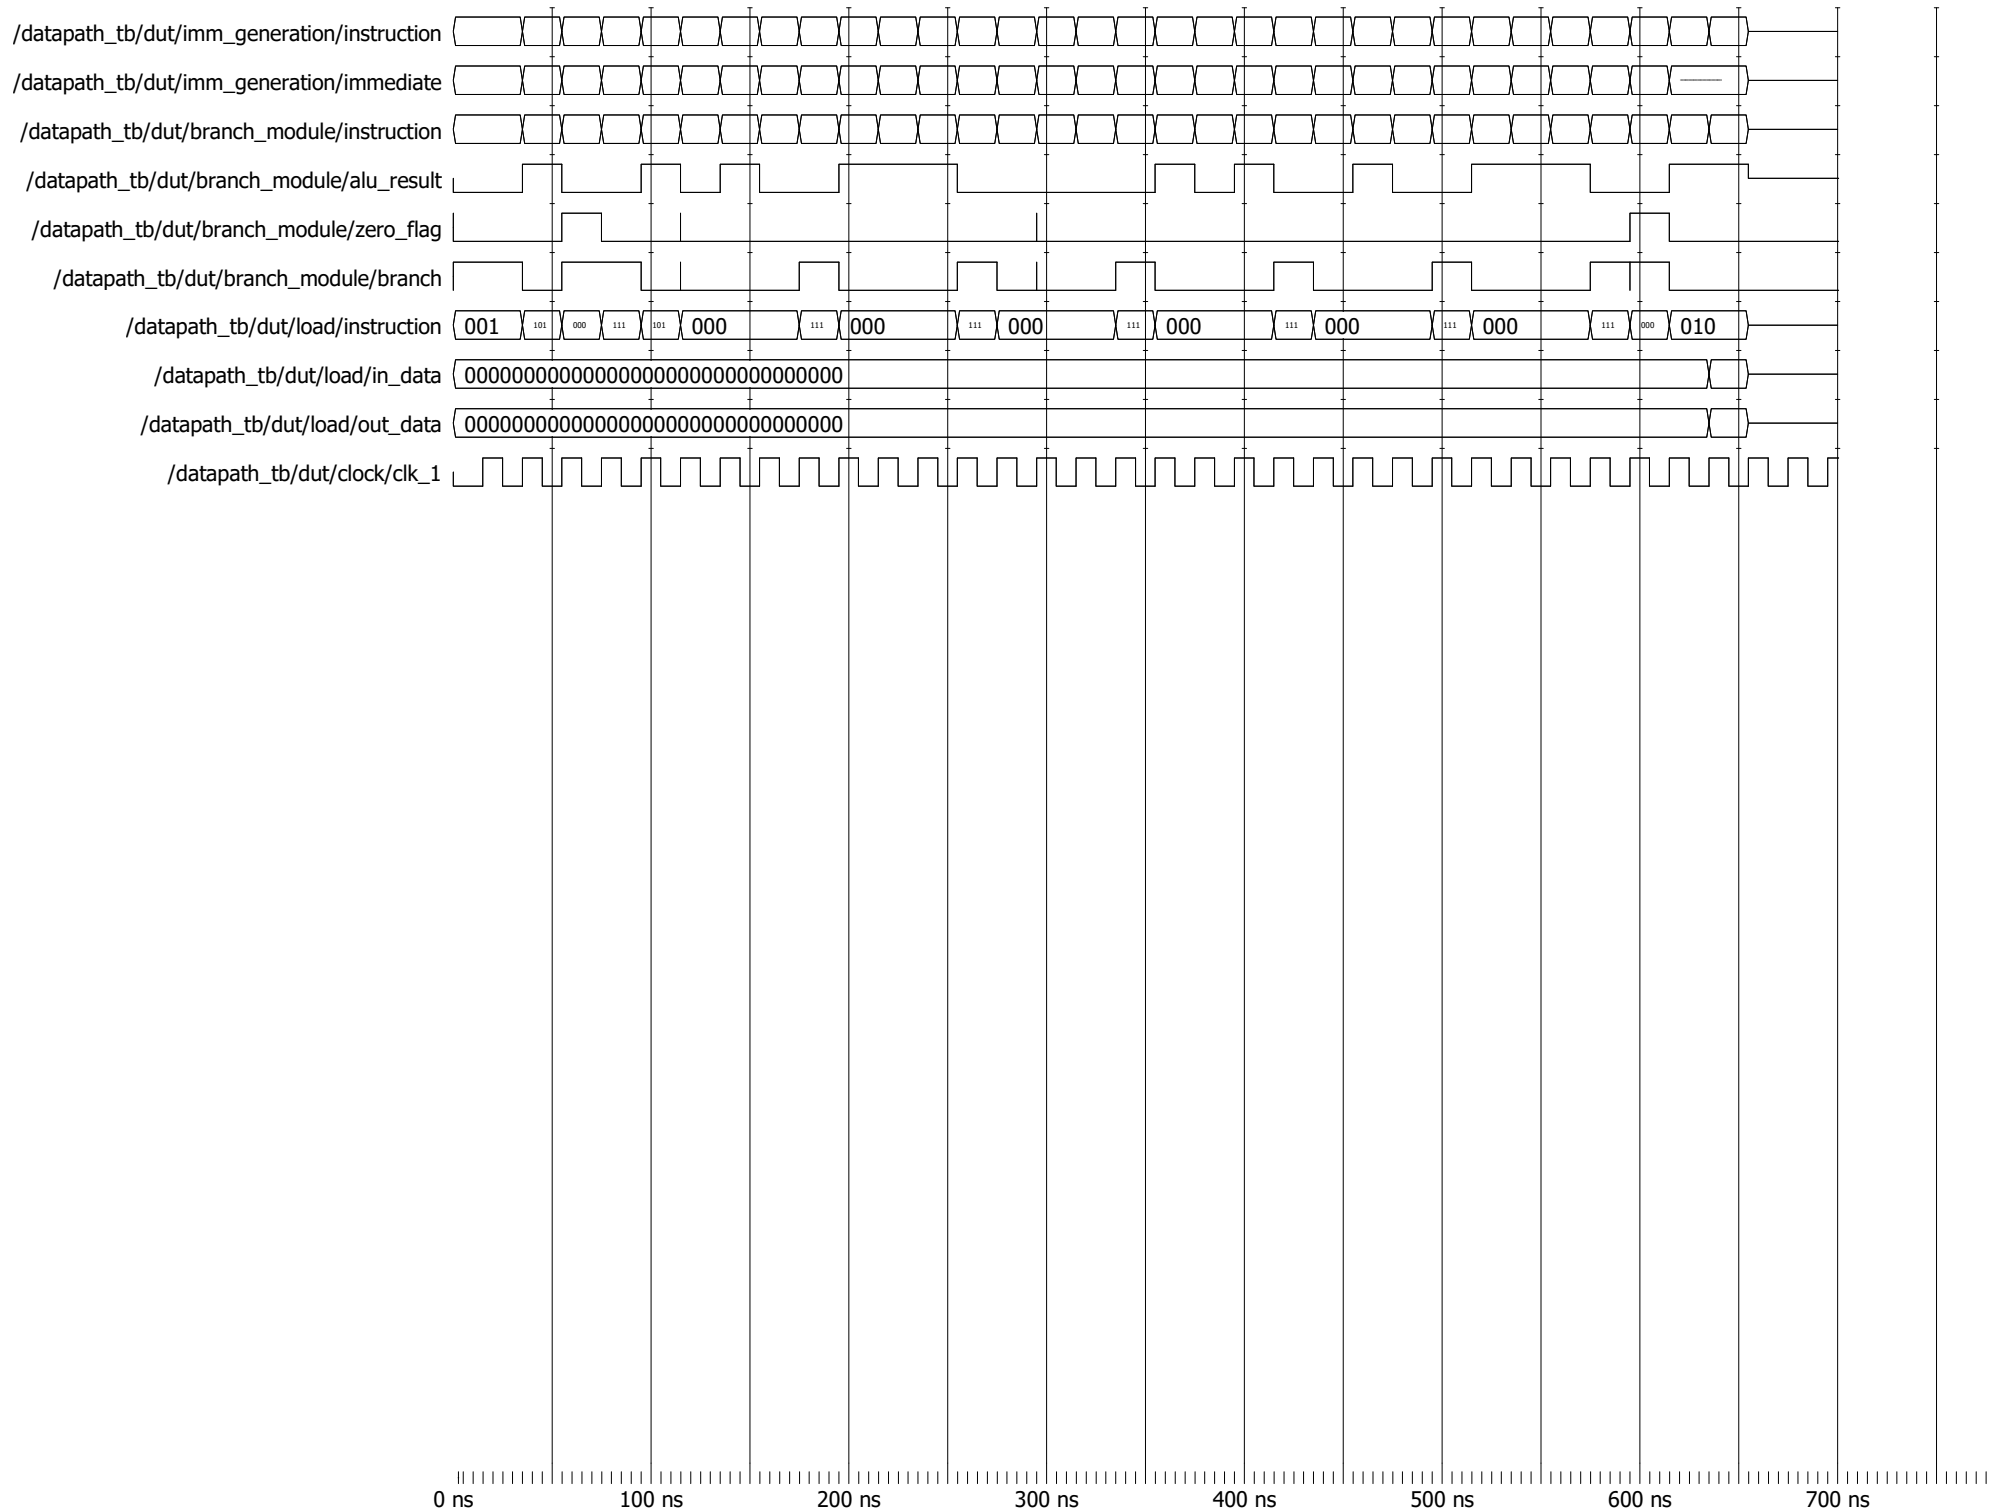 /datapath_tb/dut/imm_generation/instruction
/datapath_tb/dut/imm_generation/immediate
/datapath_tb/dut/branch_module/instruction
/datapath_tb/dut/branch_module/alu_result
/datapath_tb/dut/branch_module/zero_flag
/datapath_tb/dut/branch_module/branch
/datapath_tb/dut/load/instruction 001 101 000 111 101 000 111 000 111 000 111 000 111 000 111 000 111 000 010
/datapath_tb/dut/load/in_data 00000000000000000000000000000000
/datapath_tb/dut/load/out_data 00000000000000000000000000000000
/datapath_tb/dut/clock/clk_1
0 ns 100 ns 200 ns 300 ns 400 ns 500 ns 600 ns 700 ns